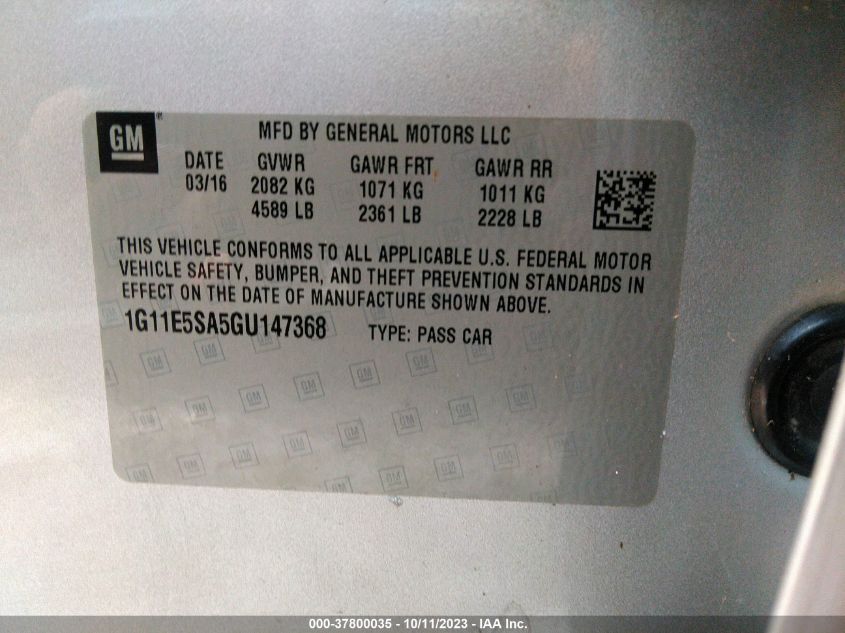 GM
MFD BY GENERAL MOTORS LLC
DATE GVWR GAWR FRT GAWR RR
03/16 2082 KG 1071 KG 1011 KG
4589 LB 2361 LB 2228 LB
THIS VEHICLE CONFORMS TO ALL APPLICABLE U.S. FEDERAL MOTOR
VEHICLE SAFETY, BUMPER, AND THEFT PREVENTION STANDARDS IN
EFFECT ON THE DATE OF MANUFACTURE SHOWN ABOVE.
1G11E5SA5GU147368 TYPE: PASS CAR
000-37800035 - 10/11/2023 - IAA Inc.